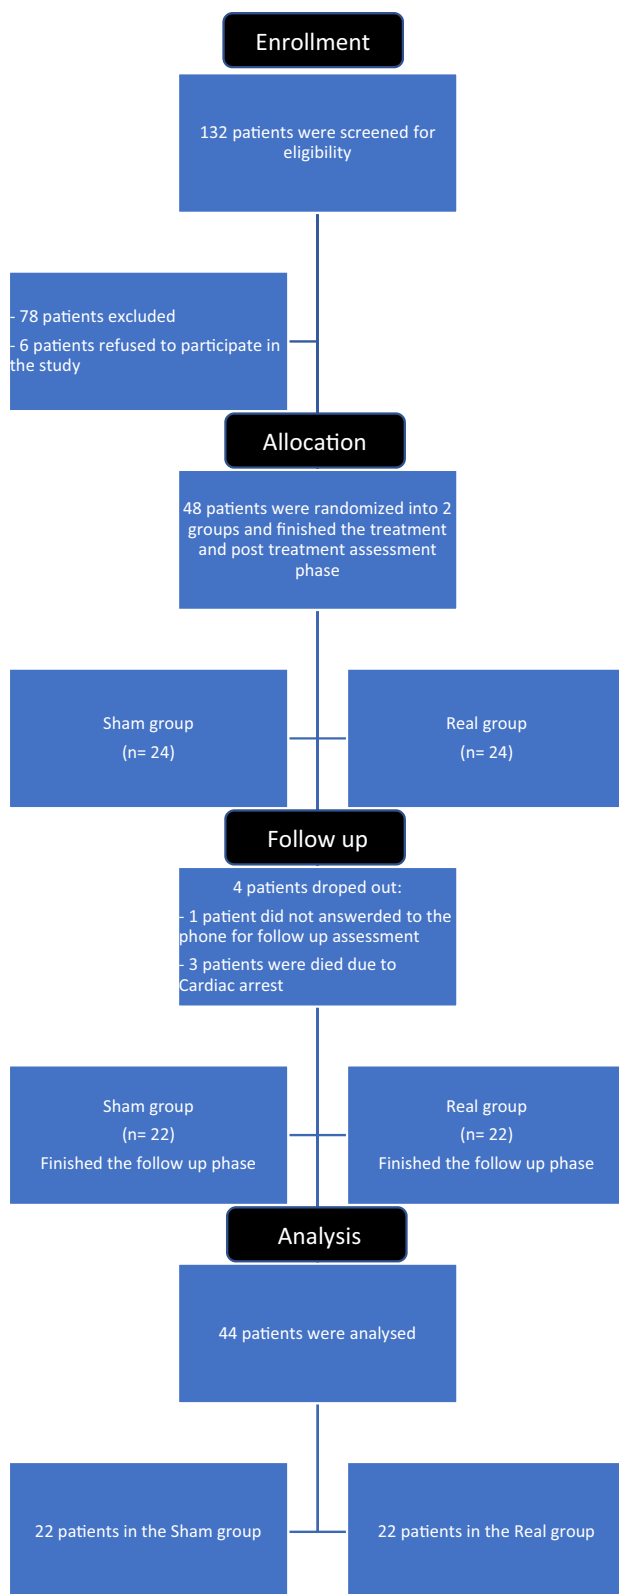 Enrollment
132 patients were screened for
eligibility
- 78 patients excluded
- 6 patients refused to participate in
the study
Allocation
48 patients were randomized into 2
groups and finished the treatment
and post treatment assessment
phase
Sham group
(n= 24)
Real group
(n= 24)
Follow up
4 patients droped out:
- 1 patient did not answerded to the
phone for follow up assessment
- 3 patients were died due to
Cardiac arrest
Sham group
(n= 22)
Finished the follow up phase
Real group
(n= 22)
Finished the follow up phase
Analysis
44 patients were analysed
22 patients in the Sham group
22 patients in the Real group